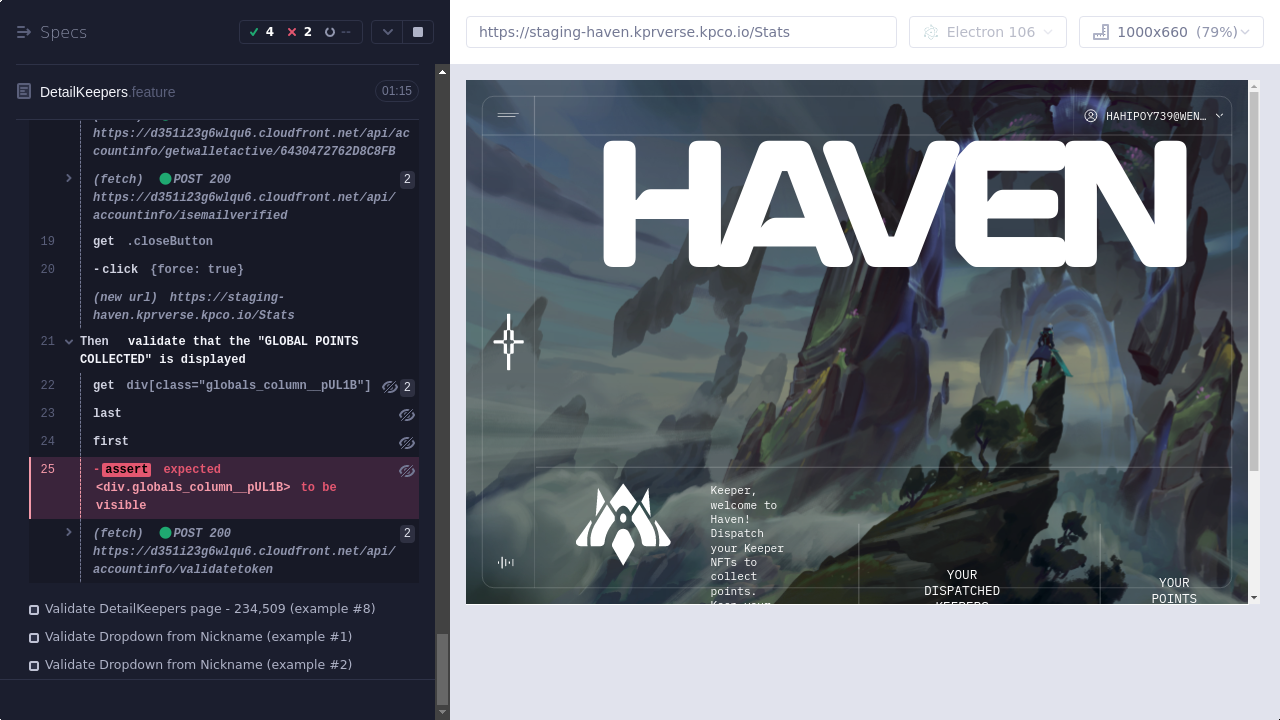 Specs
4
2
--
DetailKeepers.feature
01:15
https://d351i23g6wlqu6.cloudfront.net/api/ac
countinfo/getwalletactive/6430472762D8C8FB
(fetch) POST 200
2
https://d351i23g6wlqu6.cloudfront.net/api/
accountinfo/isemailverified
19 get .closeButton
20 -click {force: true}
(new url) https://staging-
haven.kprverse.kpco.io/Stats
21 Then validate that the "GLOBAL POINTS
COLLECTED" is displayed
22 get div[class="globals_column__pUL1B"] 2
23 last
24 first
25 -assert expected
<div.globals_column__pUL1B> to be
visible
(fetch) POST 200
2
https://d351i23g6wlqu6.cloudfront.net/api/
accountinfo/validatetoken
Validate DetailKeepers page - 234,509 (example #8)
Validate Dropdown from Nickname (example #1)
Validate Dropdown from Nickname (example #2)
https://staging-haven.kprverse.kpco.io/Stats
Electron 106
1000x660 (79%)
HAHIPOY739@WEN…
HAVEN
Keeper,
welcome to
Haven!
Dispatch
your Keeper
NFTs to
collect
points.
YOUR
DISPATCHED
KEEPERS
YOUR
POINTS